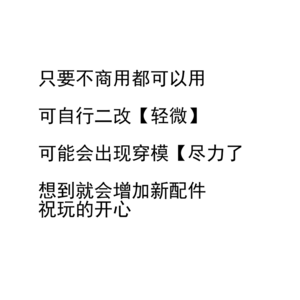 只要不商用都可以用
可自行二改【轻微】
可能会出现穿模【尽力了
想到就会增加新配件
祝玩的开心